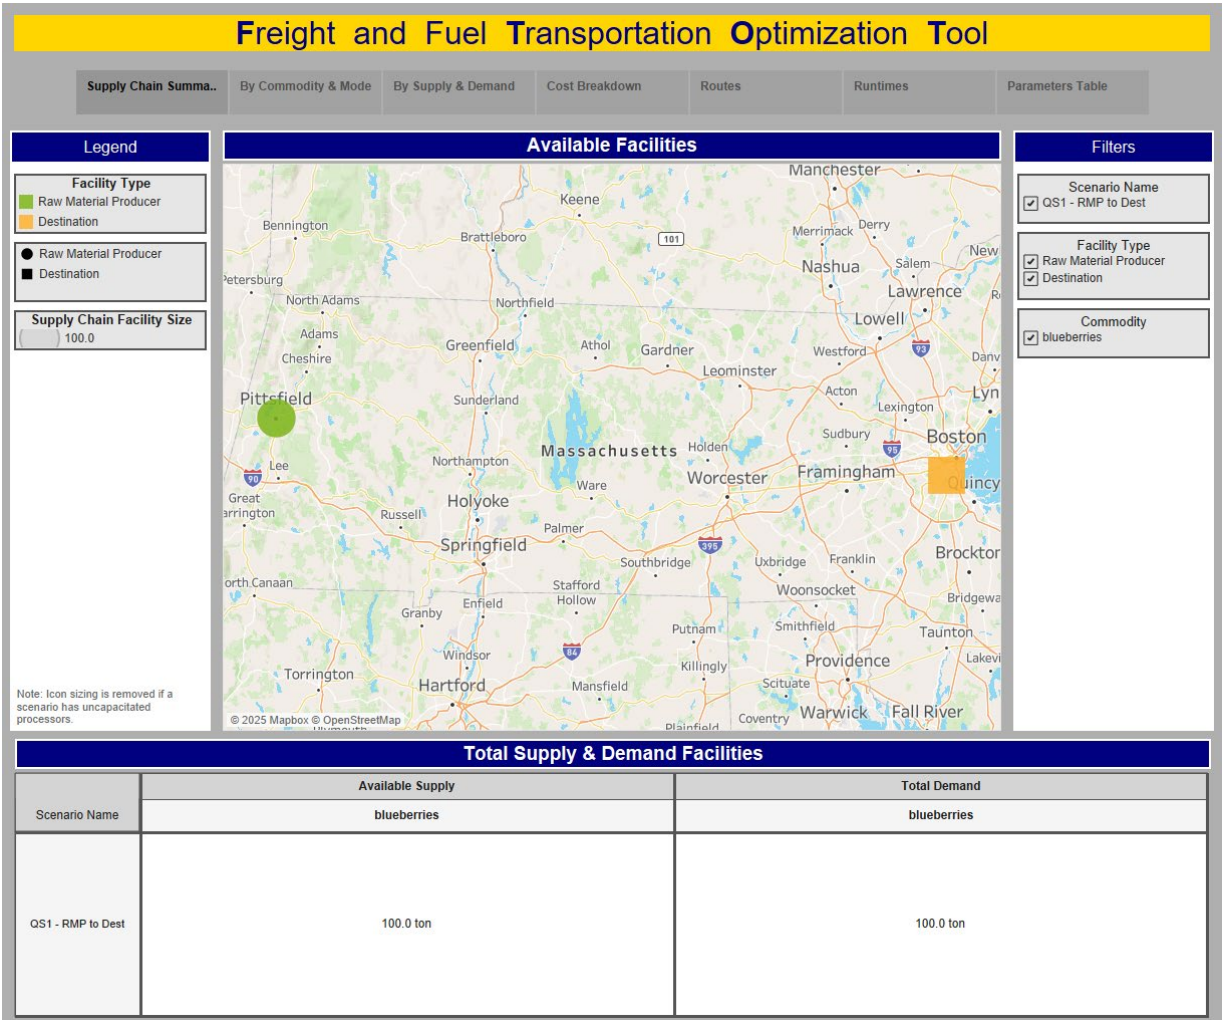 Freight and Fuel Transportation Optimization Tool
Supply Chain Summa..
By Commodity & Mode
By Supply & Demand
Cost Breakdown
Routes
Runtimes
Parameters Table
Legend
Facility Type
Raw Material Producer
Destination
Raw Material Producer
Destination
Supply Chain Facility Size
100.0
Note: Icon sizing is removed if a
scenario has uncapacitated
processors.
Available Facilities
Manchester
Keene
Bennington
Brattleboro
101
Merrimack
Derry
New
Petersburg
Nashua
Salem
North Adams
Northfield
Lawrence
Adams
Greenfield
Athol
Gardner
Lowell
Cheshire
Westford
93
Danv
Leominster
Pittsfield
Sunderland
Acton
Lyn
Lexington
Sudbury
Boston
Massachusetts
Holden
95
Lee
Northampton
90
Ware
Worcester
Framingham
Quincy
Great
arrington
Holyoke
Russell
Palmer
Springfield
395
Brockton
Southbridge
Uxbridge
Franklin
orth Canaan
Stafford
Hollow
Woonsocket
Enfield
Granby
Bridgewa
Putnam
Smithfield
Taunton
84
Windsor
Killingly
Providence
Lakevi
Torrington
Hartford
Mansfield
Scituate
Coventry
Warwick
Fall River
Plainfield
© 2025 Mapbox © OpenStreetMap
Filters
Scenario Name
QS1 - RMP to Dest
Facility Type
Raw Material Producer
Destination
Commodity
blueberries
Total Supply & Demand Facilities
Scenario Name
Available Supply
Total Demand
blueberries
blueberries
QS1 - RMP to Dest
100.0 ton
100.0 ton